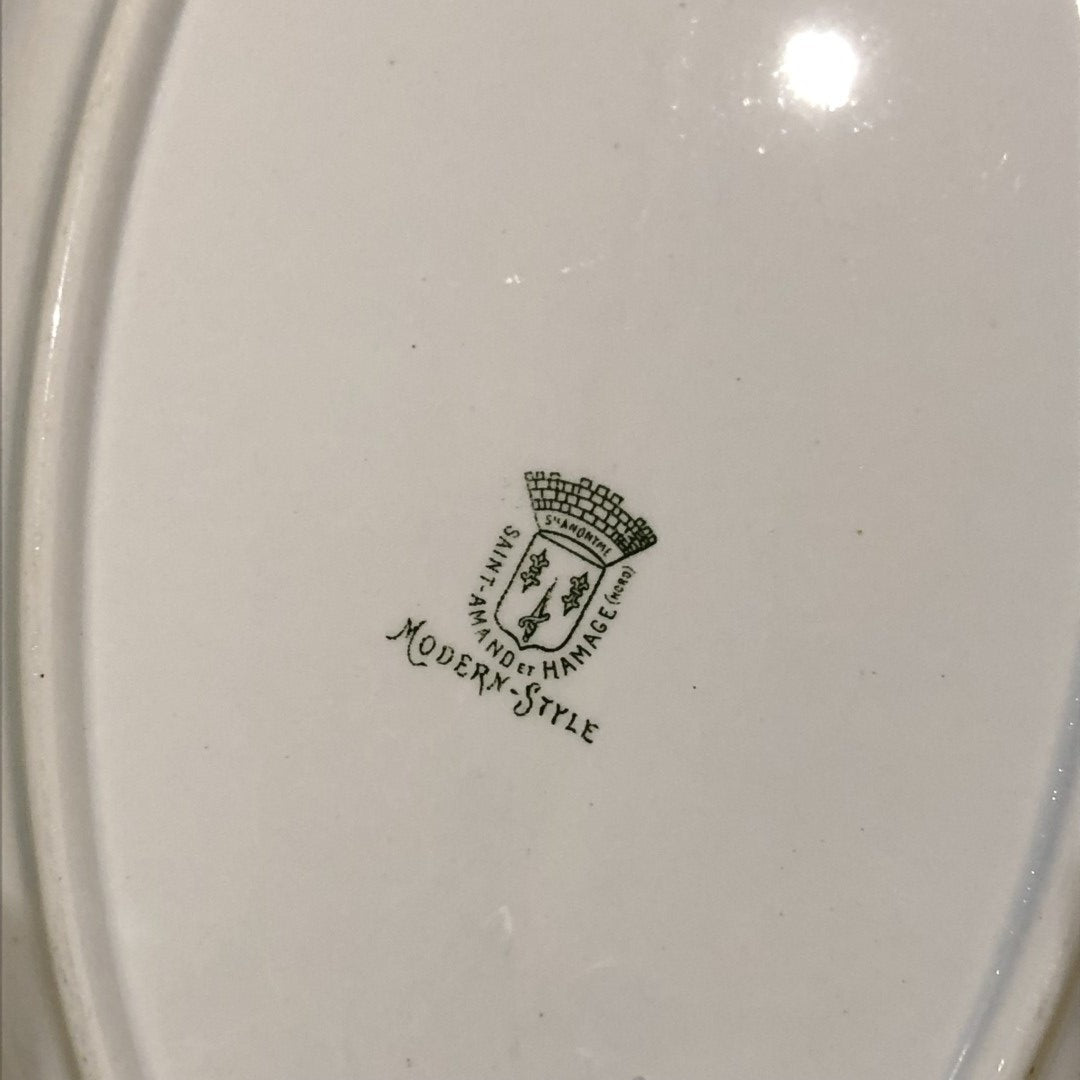 Sté ANONYME
SAINT-AMAND ET HAMAGE (NORD)
MODERN-STYLE